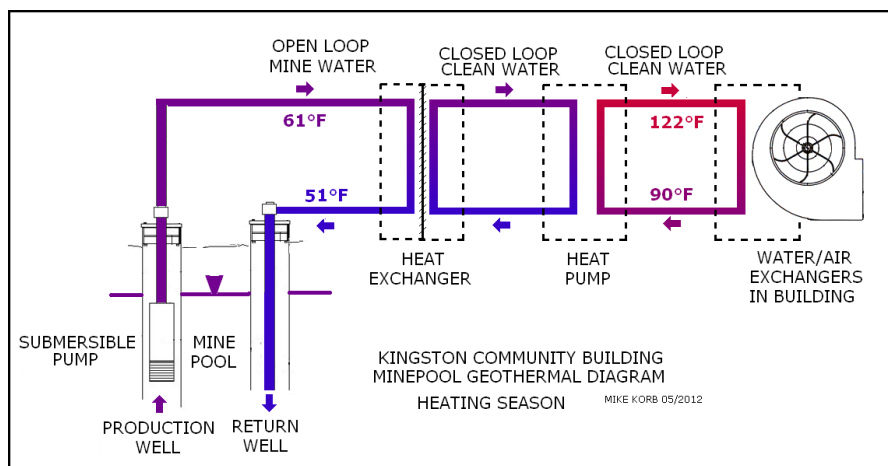 OPEN LOOP
MINE WATER
CLOSED LOOP
CLEAN WATER
CLOSED LOOP
CLEAN WATER
61°F
122°F
51°F
90°F
HEAT
EXCHANGER
HEAT
PUMP
WATER/AIR
EXCHANGERS
IN BUILDING
SUBMERSIBLE
PUMP
MINE
POOL
PRODUCTION
WELL
RETURN
WELL
KINGSTON COMMUNITY BUILDING
MINEPOOL GEOTHERMAL DIAGRAM
HEATING SEASON
MIKE KORB 05/2012